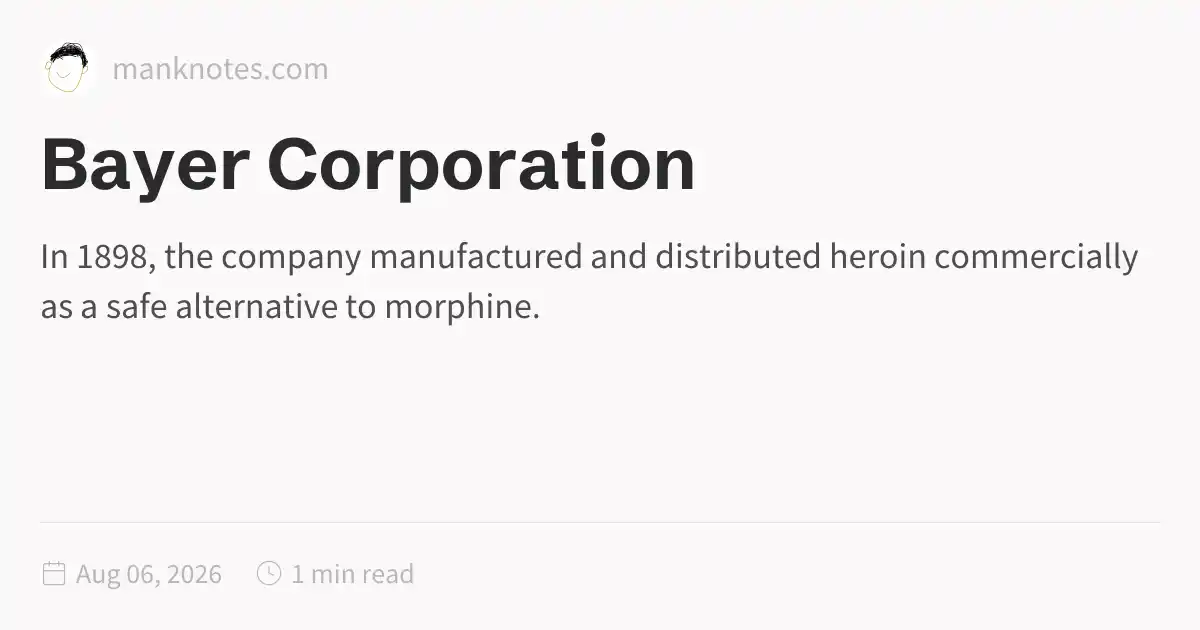 manknotes.com
Bayer Corporation
In 1898, the company manufactured and distributed heroin commercially
as a safe alternative to morphine.
Aug 06, 2026 1 min read